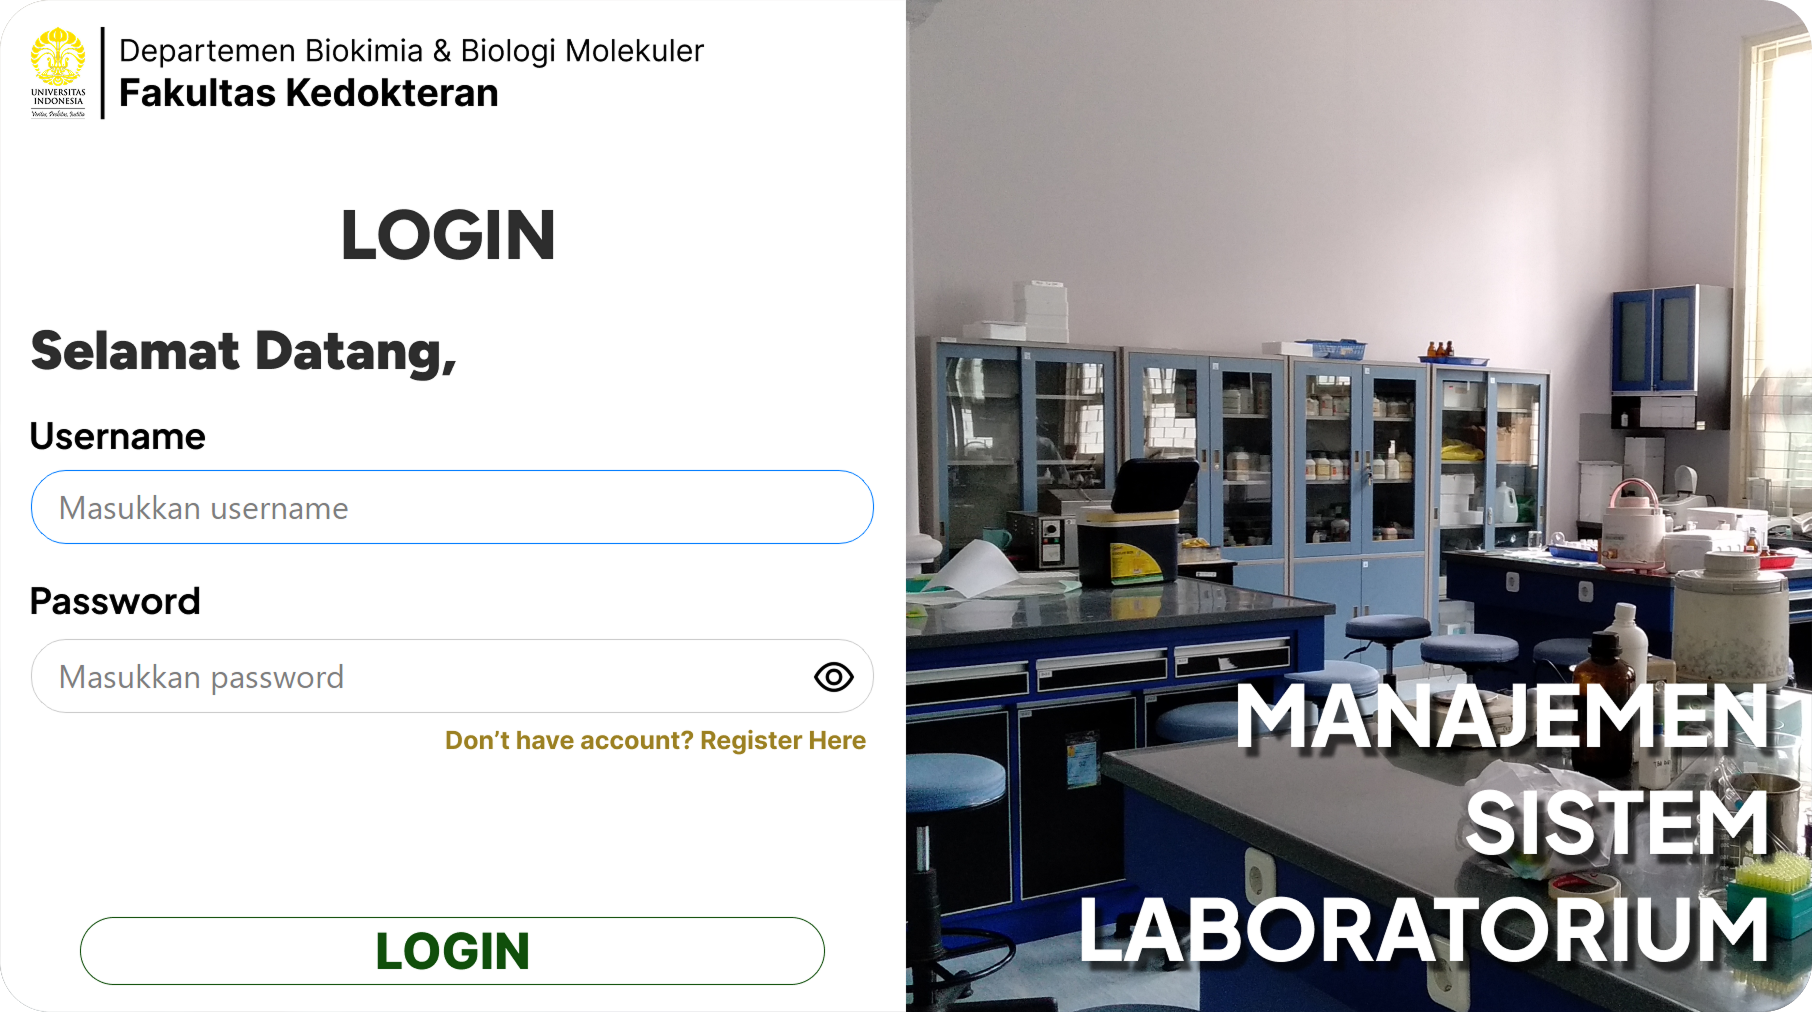 UNIVERSITAS
INDONESIA
Veritas, Probitas, Iustitia
Departemen Biokimia & Biologi Molekuler
Fakultas Kedokteran
LOGIN
Selamat Datang,
Username
Masukkan username
Password
Masukkan password
Don't have account? Register Here
LOGIN
MANAJEMEN
SISTEM
LABORATORIUM